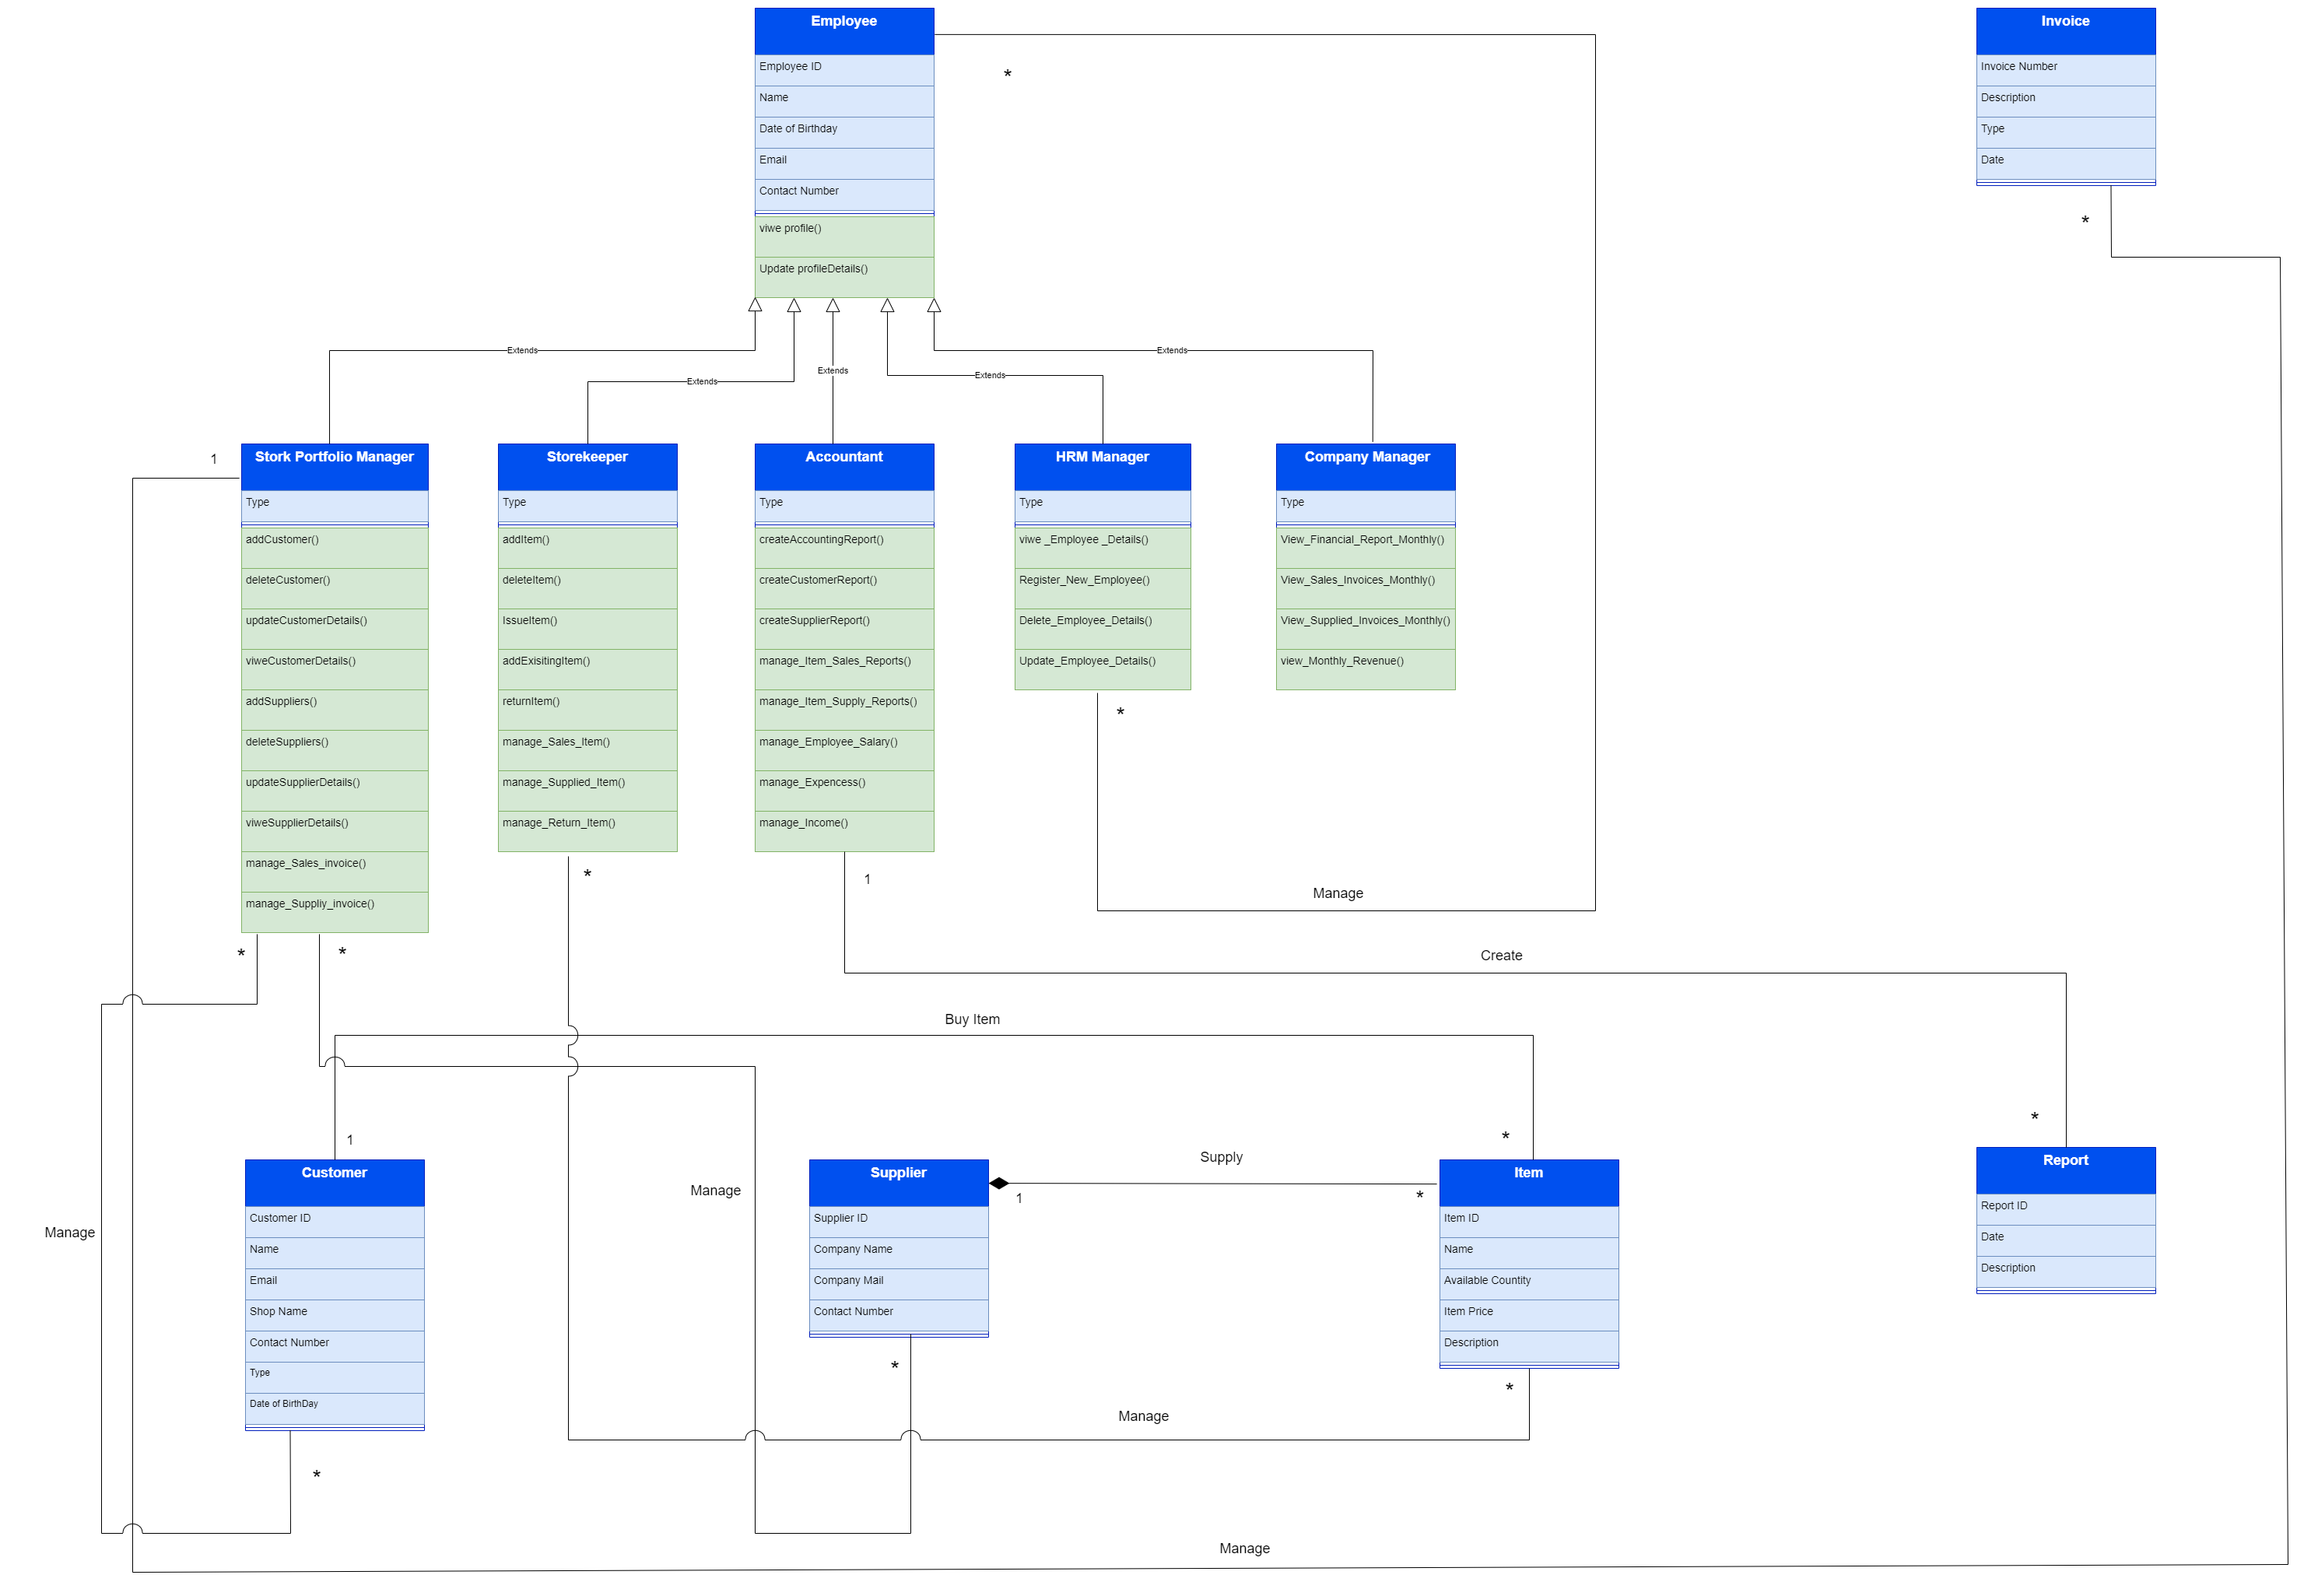 Employee
Employee ID
Name
Date of Birthday
Email
Contact Number
viwe profile()
Update profileDetails()
*
Invoice
Invoice Number
Description
Type
Date
*
Extends
Extends
Extends
Extends
Extends
1
Stork Portfolio Manager
Type
addCustomer()
deleteCustomer()
updateCustomerDetails()
viweCustomerDetails()
addSuppliers()
deleteSuppliers()
updateSupplierDetails()
viweSupplierDetails()
manage_Sales_invoice()
manage_Suppliy_invoice()
*
*
Storekeeper
Type
addItem()
deleteItem()
IssueItem()
addExisitingItem()
returnItem()
manage_Sales_Item()
manage_Supplied_Item()
manage_Return_Item()
*
Accountant
Type
createAccountingReport()
createCustomerReport()
createSupplierReport()
manage_Item_Sales_Reports()
manage_Item_Supply_Reports()
manage_Employee_Salary()
manage_Expencess()
manage_Income()
1
HRM Manager
Type
viwe _Employee _Details()
Register_New_Employee()
Delete_Employee_Details()
Update_Employee_Details()
*
Company Manager
Type
View_Financial_Report_Monthly()
View_Sales_Invoices_Monthly()
View_Supplied_Invoices_Monthly()
view_Monthly_Revenue()
Manage
Create
Buy Item
1
*
*
Manage
Customer
Customer ID
Name
Email
Shop Name
Contact Number
Type
Date of BirthDay
*
Manage
Supplier
Supplier ID
Company Name
Company Mail
Contact Number
*
Supply
1
*
Item
Item ID
Name
Available Countity
Item Price
Description
*
Manage
Report
Report ID
Date
Description
Manage